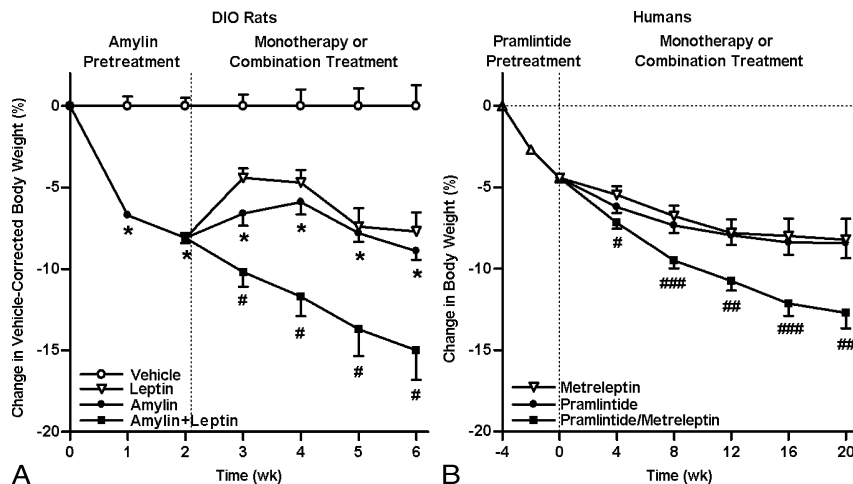 DIO Rats
Amylin
Pretreatment
Monotherapy or
Combination Treatment
Change in Vehicle-Corrected Body Weight (%)
0
-5
-10
-15
-20
*
*
*
*
*
*
#
#
#
#
Vehicle
Leptin
Amylin
Amylin+Leptin
0 1 2 3 4 5 6
Time (wk)
A
Humans
Pramlintide
Pretreatment
Monotherapy or
Combination Treatment
Change in Body Weight (%)
0
-5
-10
-15
-20
#
###
##
###
##
Metreleptin
Pramlintide
Pramlintide/Metreleptin
-4 0 4 8 12 16 20
Time (wk)
B